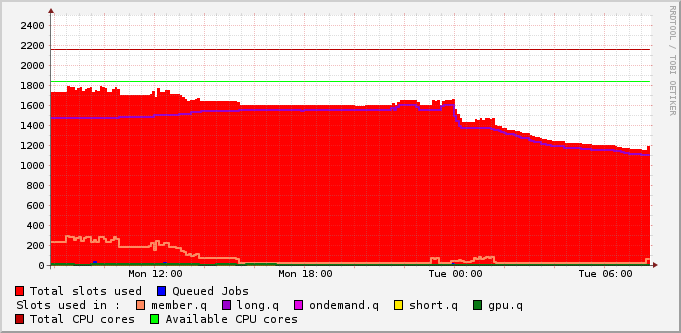 2400
2200
2000
1800
1600
1400
1200
1000
800
600
400
200
0
Mon 12:00 Mon 18:00 Tue 00:00 Tue 06:00
RRDTOOL / TOBI OETIKER
Total slots used Queued Jobs
Slots used in : member.q long.q ondemand.q short.q gpu.q
Total CPU cores Available CPU cores